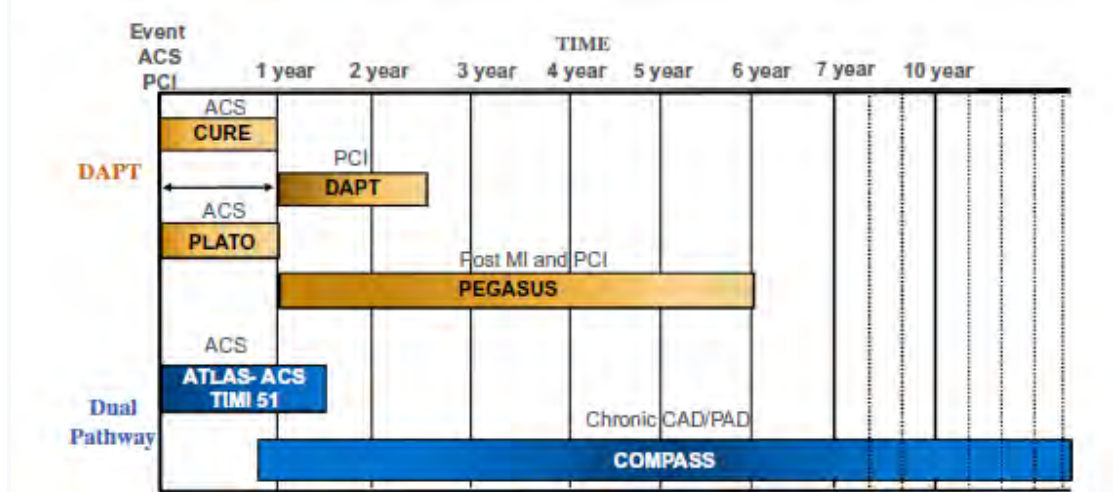 Event
ACS
PCI
TIME
1 year 2 year 3 year 4 year 5 year 6 year 7 year 10 year
ACS
CURE
DAPT
PCI
DAPT
ACS
PLATO
Post MI and PCI
PEGASUS
ACS
ATLAS- ACS
TIMI 51
Dual
Pathway
Chronic CAD/PAD
COMPASS